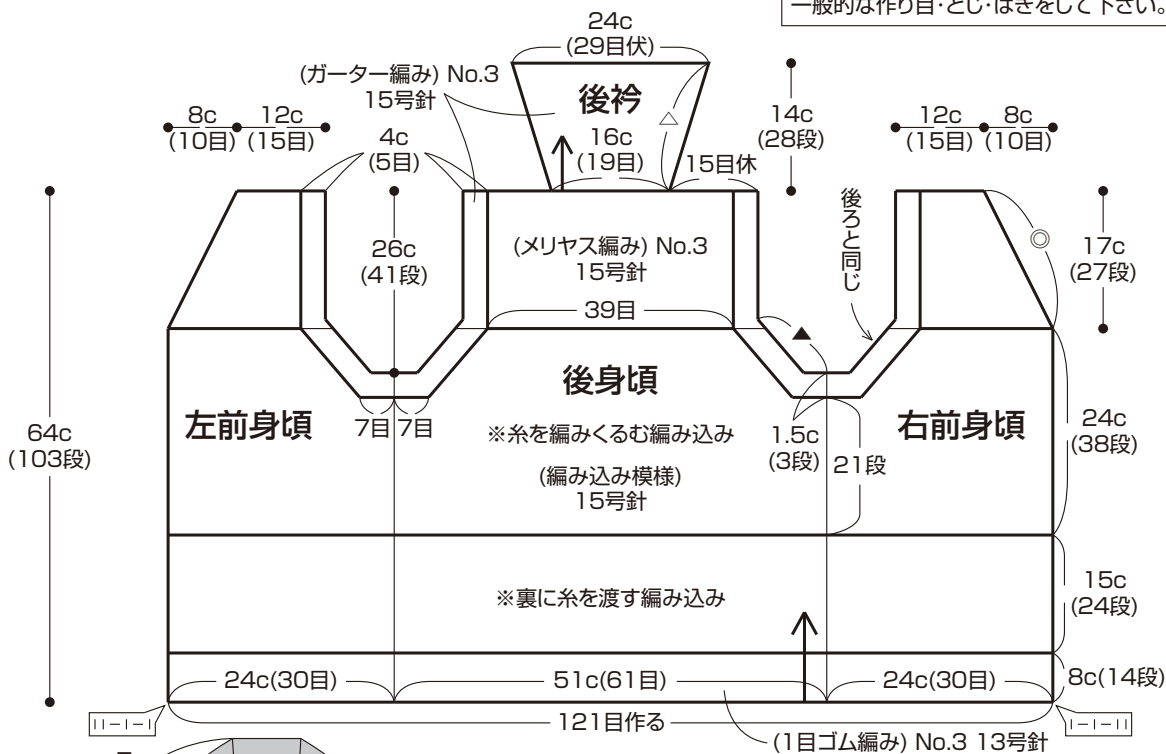 一般的な作り目・とじ・はぎをして下さい。
24c
(29目伏)
(ガーター編み) No.3
15号針
後衿
△
14c
(28段)
8c
(10目)
12c
(15目)
4c
(5目)
16c
(19目)
15目休
12c
(15目)
8c
(10目)
26c
(41段)
(メリヤス編み) No.3
15号針
後ろと同じ
◎
17c
(27段)
39目
▲
左前身頃
7目
7目
後身頃
※糸を編みくるむ編み込み
(編み込み模様)
15号針
1.5c
(3段)
21段
右前身頃
24c
(38段)
64c
(103段)
※裏に糸を渡す編み込み
15c
(24段)
24c(30目)
51c(61目)
24c(30目)
8c(14段)
121目作る
(1目ゴム編み) No.3 13号針